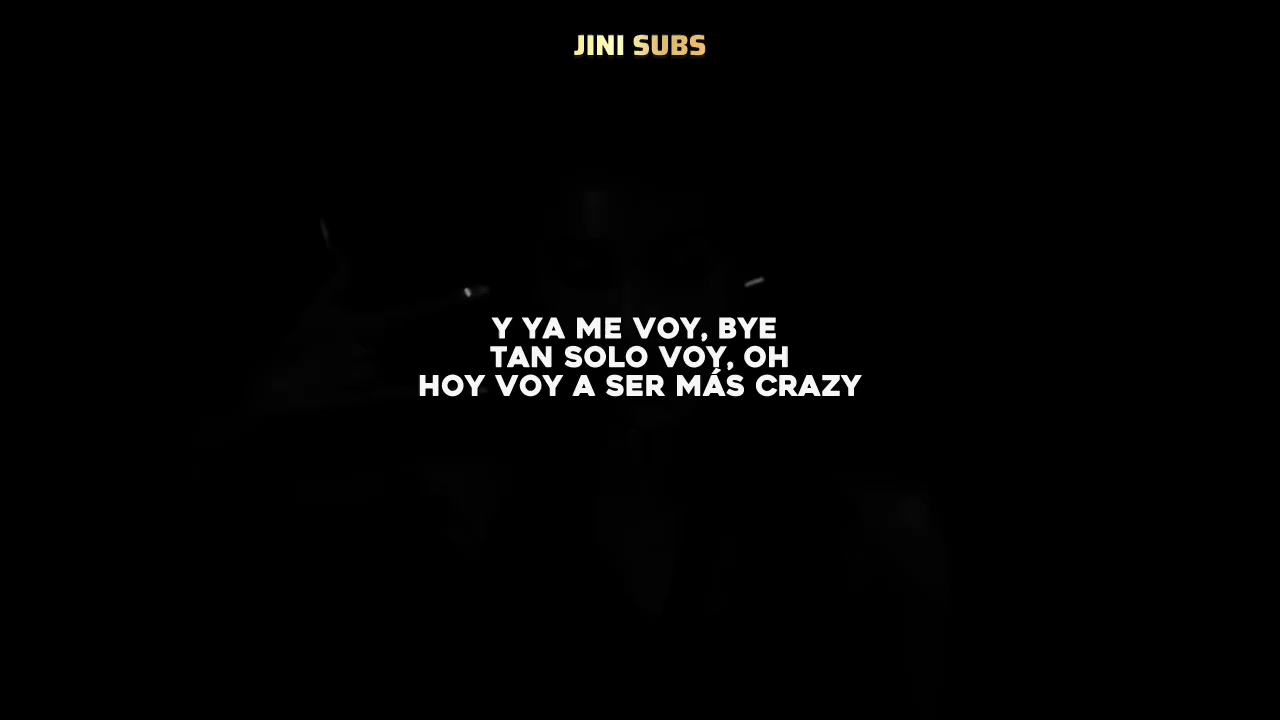 JINI SUBS
Y YA ME VOY, BYE
TAN SOLO VOY, OH
HOY VOY A SER MÁS CRAZY